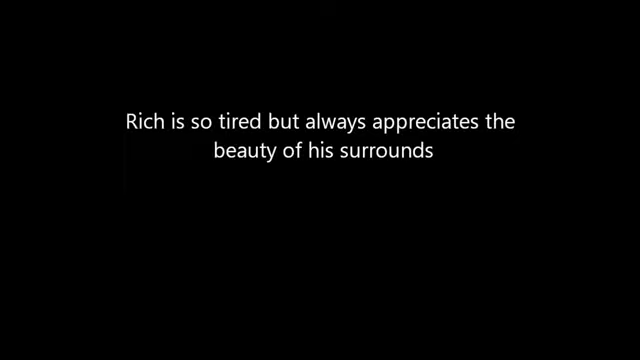 Rich is so tired but always appreciates the
beauty of his surrounds